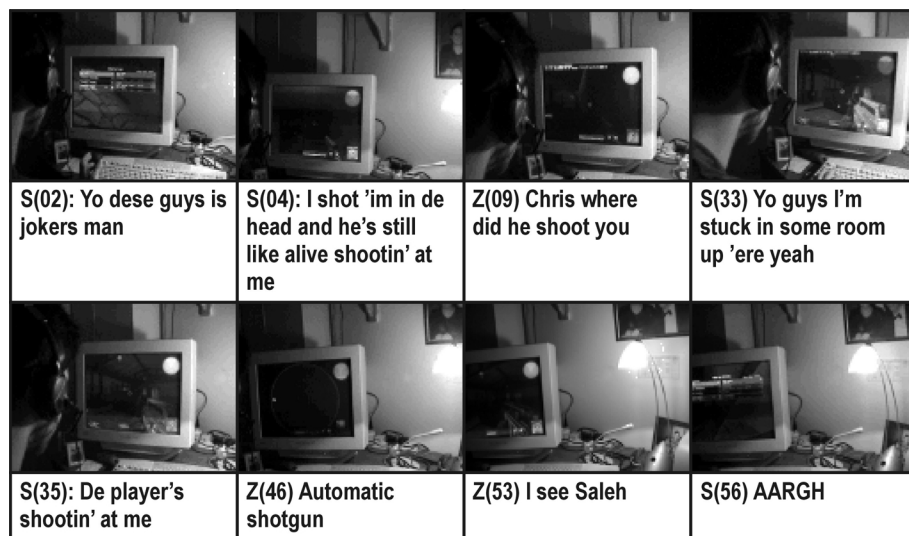 S(02): Yo dese guys is
jokers man
S(04): I shot ’im in de
head and he’s still
like alive shootin’ at
me
Z(09) Chris where
did he shoot you
S(33) Yo guys I’m
stuck in some room
up ’ere yeah
S(35): De player’s
shootin’ at me
Z(46) Automatic
shotgun
Z(53) I see Saleh
S(56) AARGH